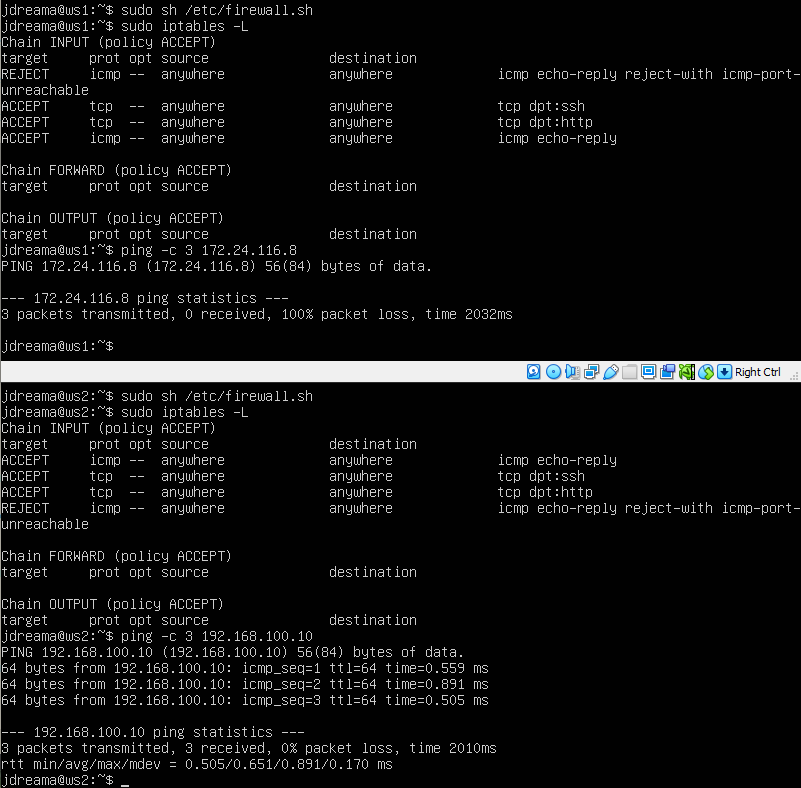 jdreama@ws1:~$ sudo sh /etc/firewall.sh
jdreama@ws1:~$ sudo iptables -L
Chain INPUT (policy ACCEPT)
target     prot opt source               destination
REJECT     icmp --  anywhere             anywhere             icmp echo-reply reject-with icmp-port-
unreachable
ACCEPT     tcp  --  anywhere             anywhere             tcp dpt:ssh
ACCEPT     tcp  --  anywhere             anywhere             tcp dpt:http
ACCEPT     icmp --  anywhere             anywhere             icmp echo-reply
Chain FORWARD (policy ACCEPT)
target     prot opt source               destination
Chain OUTPUT (policy ACCEPT)
target     prot opt source               destination
jdreama@ws1:~$ ping -c 3 172.24.116.8
PING 172.24.116.8 (172.24.116.8) 56(84) bytes of data.
--- 172.24.116.8 ping statistics ---
3 packets transmitted, 0 received, 100% packet loss, time 2032ms
jdreama@ws1:~$
Right Ctrl
jdreama@ws2:~$ sudo sh /etc/firewall.sh
jdreama@ws2:~$ sudo iptables -L
Chain INPUT (policy ACCEPT)
target     prot opt source               destination
ACCEPT     icmp --  anywhere             anywhere             icmp echo-reply
ACCEPT     tcp  --  anywhere             anywhere             tcp dpt:ssh
ACCEPT     tcp  --  anywhere             anywhere             tcp dpt:http
REJECT     icmp --  anywhere             anywhere             icmp echo-reply reject-with icmp-port-
unreachable
Chain FORWARD (policy ACCEPT)
target     prot opt source               destination
Chain OUTPUT (policy ACCEPT)
target     prot opt source               destination
jdreama@ws2:~$ ping -c 3 192.168.100.10
PING 192.168.100.10 (192.168.100.10) 56(84) bytes of data.
64 bytes from 192.168.100.10: icmp_seq=1 ttl=64 time=0.559 ms
64 bytes from 192.168.100.10: icmp_seq=2 ttl=64 time=0.891 ms
64 bytes from 192.168.100.10: icmp_seq=3 ttl=64 time=0.505 ms
--- 192.168.100.10 ping statistics ---
3 packets transmitted, 3 received, 0% packet loss, time 2010ms
rtt min/avg/max/mdev = 0.505/0.651/0.891/0.170 ms
jdreama@ws2:~$ _